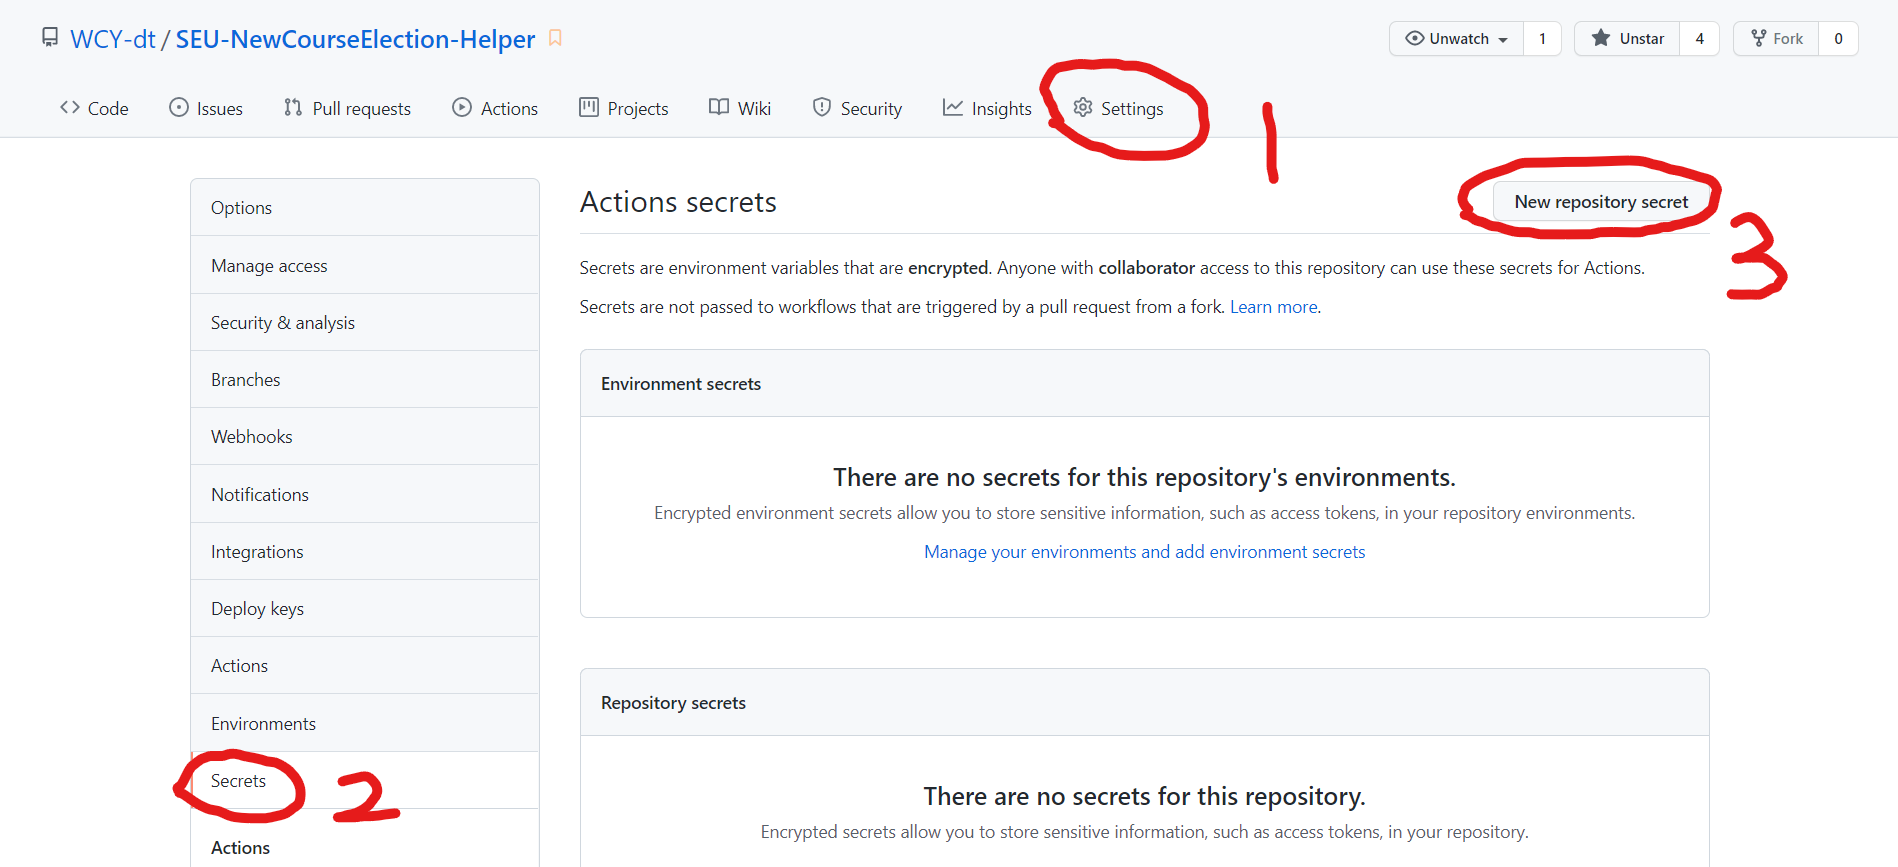 WCY-dt / SEU-NewCourseElection-Helper
Unwatch 1
Unstar 4
Fork 0
Code Issues Pull requests Actions Projects Wiki Security Insights Settings
1
Options
Manage access
Security & analysis
Branches
Webhooks
Notifications
Integrations
Deploy keys
Actions
Environments
Secrets
2
Actions
Actions secrets
New repository secret
3
Secrets are environment variables that are encrypted. Anyone with collaborator access to this repository can use these secrets for Actions.
Secrets are not passed to workflows that are triggered by a pull request from a fork. Learn more.
Environment secrets
There are no secrets for this repository's environments.
Encrypted environment secrets allow you to store sensitive information, such as access tokens, in your repository environments.
Manage your environments and add environment secrets
Repository secrets
There are no secrets for this repository.
Encrypted secrets allow you to store sensitive information, such as access tokens, in your repository.